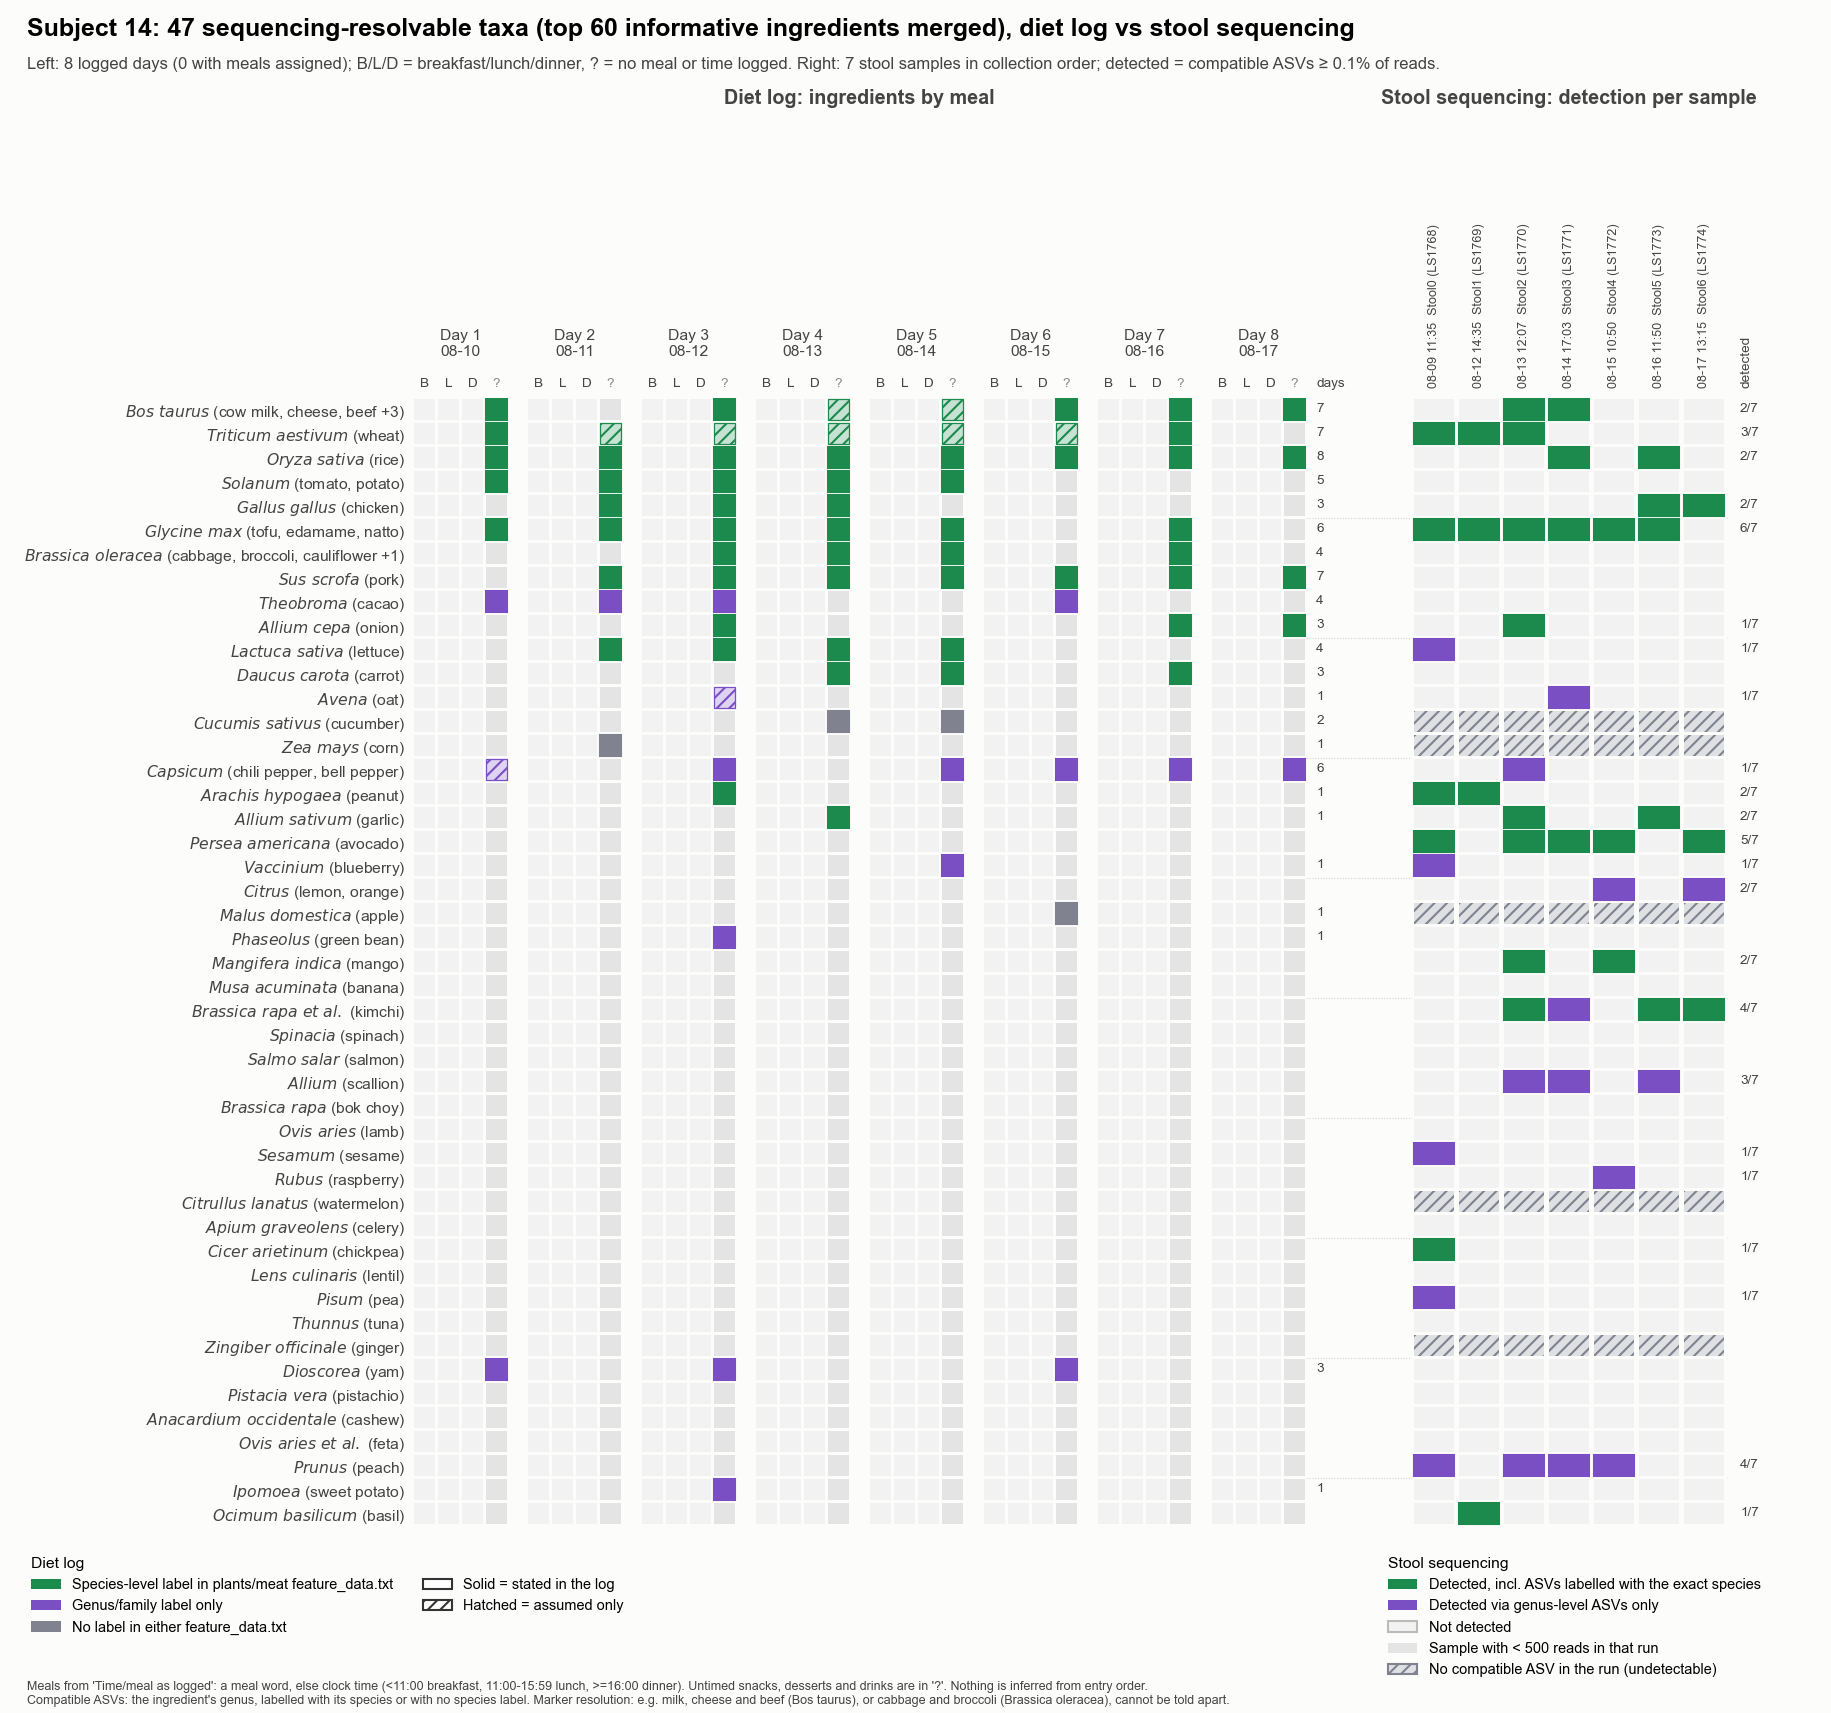 Subject 14: 47 sequencing-resolvable taxa (top 60 informative ingredients merged), diet log vs stool sequencing
Left: 8 logged days (0 with meals assigned); B/L/D = breakfast/lunch/dinner, ? = no meal or time logged. Right: 7 stool samples in collection order; detected = compatible ASVs ≥ 0.1% of reads.
Diet log: ingredients by meal
Stool sequencing: detection per sample
08-09 11:35 Stool0 (LS1768)
08-12 14:35 Stool1 (LS1769)
08-13 12:07 Stool2 (LS1770)
08-14 17:03 Stool3 (LS1771)
08-15 10:50 Stool4 (LS1772)
08-16 11:50 Stool5 (LS1773)
08-17 13:15 Stool6 (LS1774)
detected
Day 1 Day 2 Day 3 Day 4 Day 5 Day 6 Day 7 Day 8
08-10 08-11 08-12 08-13 08-14 08-15 08-16 08-17
B L D ? B L D ? B L D ? B L D ? B L D ? B L D ? B L D ? B L D ? days
Bos taurus (cow milk, cheese, beef +3) 7 2/7
Triticum aestivum (wheat) 7 3/7
Oryza sativa (rice) 8 2/7
Solanum (tomato, potato) 5
Gallus gallus (chicken) 3 2/7
Glycine max (tofu, edamame, natto) 6 6/7
Brassica oleracea (cabbage, broccoli, cauliflower +1) 4
Sus scrofa (pork) 7
Theobroma (cacao) 4
Allium cepa (onion) 3 1/7
Lactuca sativa (lettuce) 4 1/7
Daucus carota (carrot) 3
Avena (oat) 1 1/7
Cucumis sativus (cucumber) 2
Zea mays (corn) 1
Capsicum (chili pepper, bell pepper) 6 1/7
Arachis hypogaea (peanut) 1 2/7
Allium sativum (garlic) 1 2/7
Persea americana (avocado) 5/7
Vaccinium (blueberry) 1 1/7
Citrus (lemon, orange) 2/7
Malus domestica (apple) 1
Phaseolus (green bean) 1
Mangifera indica (mango) 2/7
Musa acuminata (banana)
Brassica rapa et al. (kimchi) 4/7
Spinacia (spinach)
Salmo salar (salmon)
Allium (scallion) 3/7
Brassica rapa (bok choy)
Ovis aries (lamb)
Sesamum (sesame) 1/7
Rubus (raspberry) 1/7
Citrullus lanatus (watermelon)
Apium graveolens (celery)
Cicer arietinum (chickpea) 1/7
Lens culinaris (lentil)
Pisum (pea) 1/7
Thunnus (tuna)
Zingiber officinale (ginger)
Dioscorea (yam) 3
Pistacia vera (pistachio)
Anacardium occidentale (cashew)
Ovis aries et al. (feta)
Prunus (peach) 4/7
Ipomoea (sweet potato) 1
Ocimum basilicum (basil) 1/7
Diet log
Species-level label in plants/meat feature_data.txt
Genus/family label only
No label in either feature_data.txt
Solid = stated in the log
Hatched = assumed only
Stool sequencing
Detected, incl. ASVs labelled with the exact species
Detected via genus-level ASVs only
Not detected
Sample with < 500 reads in that run
No compatible ASV in the run (undetectable)
Meals from 'Time/meal as logged': a meal word, else clock time (<11:00 breakfast, 11:00-15:59 lunch, >=16:00 dinner). Untimed snacks, desserts and drinks are in '?'. Nothing is inferred from entry order.
Compatible ASVs: the ingredient's genus, labelled with its species or with no species label. Marker resolution: e.g. milk, cheese and beef (Bos taurus), or cabbage and broccoli (Brassica oleracea), cannot be told apart.